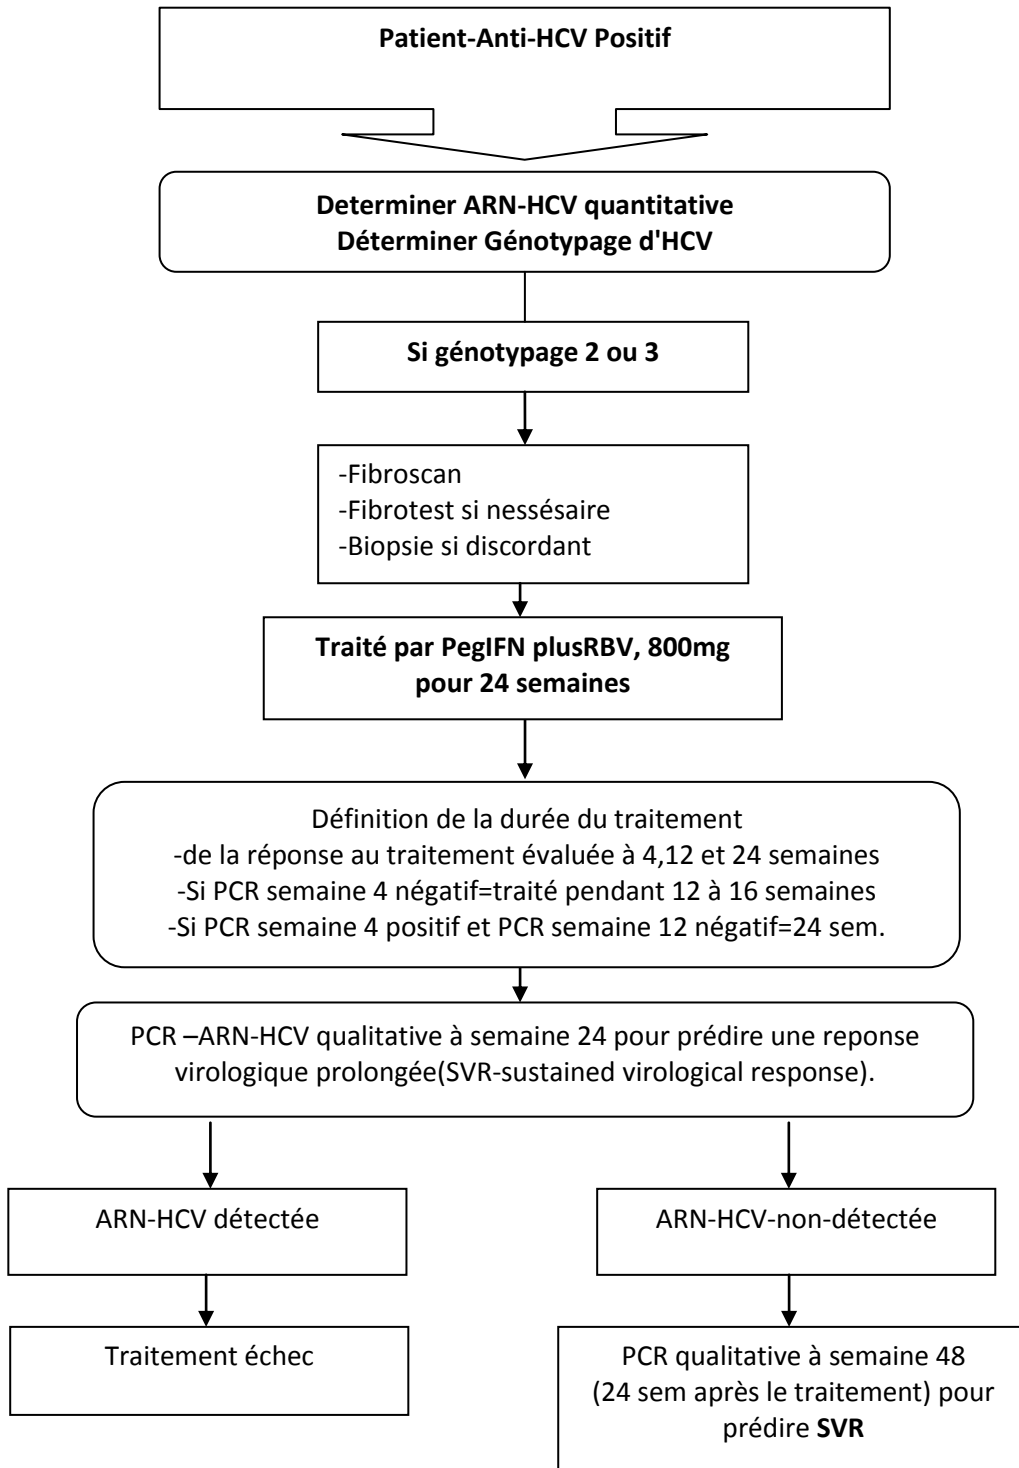 Patient-Anti-HCV Positif
Determiner ARN-HCV quantitative
Déterminer Génotypage d'HCV
Si génotypage 2 ou 3
-Fibroscan
-Fibrotest si nessésaire
-Biopsie si discordant
Traité par PegIFN plusRBV, 800mg
pour 24 semaines
Définition de la durée du traitement
-de la réponse au traitement évaluée à 4,12 et 24 semaines
-Si PCR semaine 4 négatif=traité pendant 12 à 16 semaines
-Si PCR semaine 4 positif et PCR semaine 12 négatif=24 sem.
PCR –ARN-HCV qualitative à semaine 24 pour prédire une reponse
virologique prolongée(SVR-sustained virological response).
ARN-HCV détectée
ARN-HCV-non-détectée
Traitement échec
PCR qualitative à semaine 48
(24 sem après le traitement) pour
prédire SVR